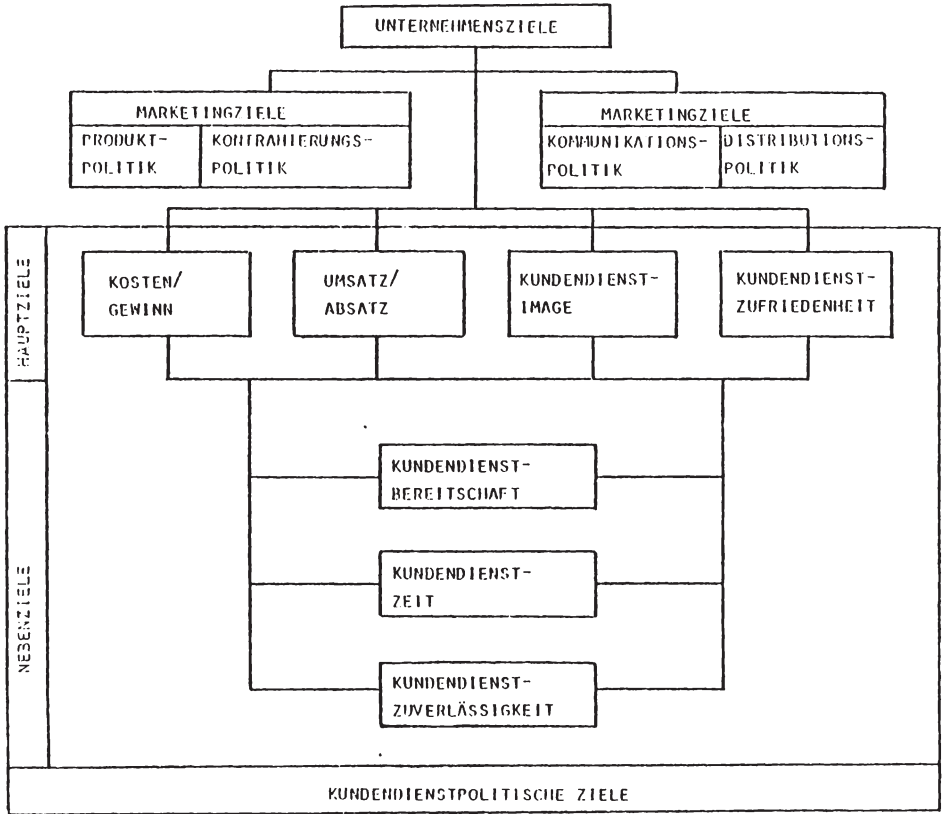 UNTERNEHMENSZIELE
MARKETINGZIELE
PRODUKT-
POLITIK
KONTRAHIERUNGS-
POLITIK
MARKETINGZIELE
KOMMUNIKATIONS-
POLITIK
DISTRIBUTIONS-
POLITIK
HAUPTZIELE
KOSTEN/
GEWINN
UMSATZ/
ABSATZ
KUNDENDIENST-
IMAGE
KUNDENDIENST-
ZUFRIEDENHEIT
NEBENZIELE
KUNDENDIENST-
BEREITSCHAFT
KUNDENDIENST-
ZEIT
KUNDENDIENST-
ZUVERLÄSSIGKEIT
KUNDENDIENSTPOLITISCHE ZIELE